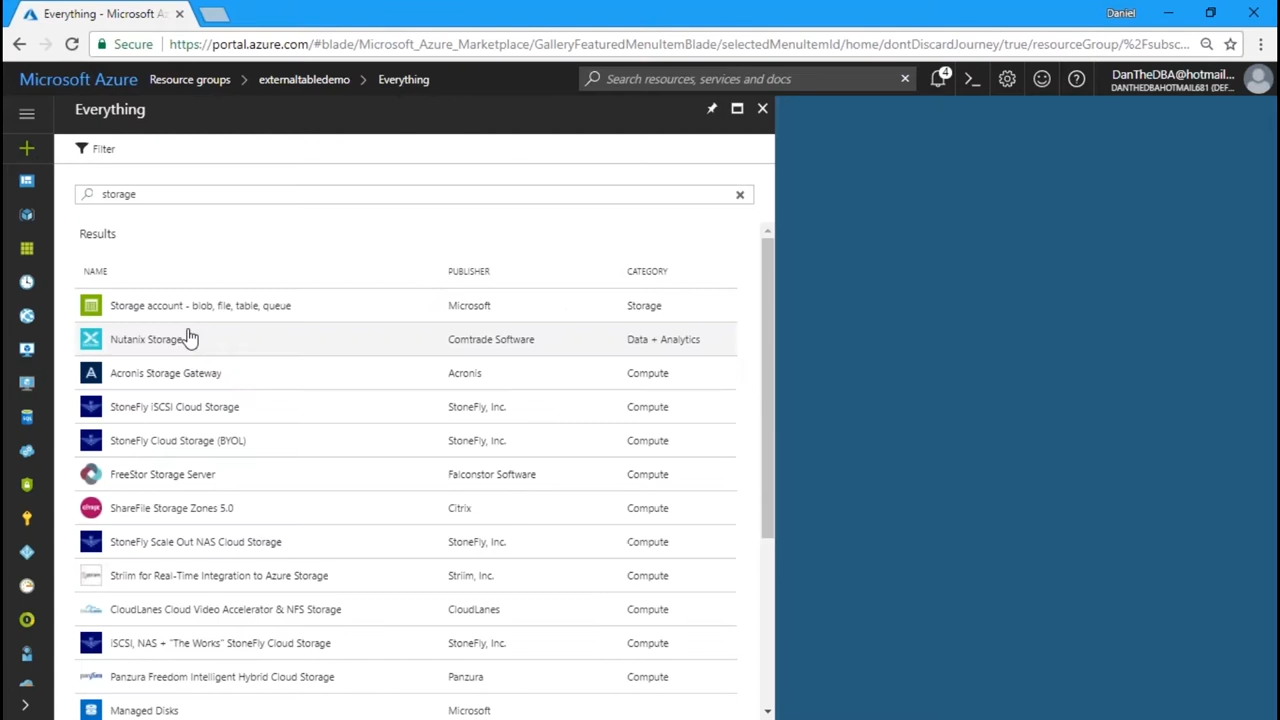 Everything - Microsoft A
Daniel
Secure https://portal.azure.com/#blade/Microsoft_Azure_Marketplace/GalleryFeaturedMenuItemBlade/selectedMenuItemId/home/dontDiscardJourney/true/resourceGroup/%2Fsubsc...
Microsoft Azure Resource groups > externaltabledemo > Everything
Search resources, services and docs
4
DanTheDBA@hotmail...
DANTHEDBAHOTMAIL681 (DEF...
Everything
Filter
storage
Results
NAME PUBLISHER CATEGORY
Storage account - blob, file, table, queue Microsoft Storage
Nutanix Storage Comtrade Software Data + Analytics
Acronis Storage Gateway Acronis Compute
StoneFly iSCSI Cloud Storage StoneFly, Inc. Compute
StoneFly Cloud Storage (BYOL) StoneFly, Inc. Compute
FreeStor Storage Server Falconstor Software Compute
ShareFile Storage Zones 5.0 Citrix Compute
StoneFly Scale Out NAS Cloud Storage StoneFly, Inc. Compute
Striim for Real-Time Integration to Azure Storage Striim, Inc. Compute
CloudLanes Cloud Video Accelerator & NFS Storage CloudLanes Compute
iSCSI, NAS + "The Works" StoneFly Cloud Storage StoneFly, Inc. Compute
Panzura Freedom Intelligent Hybrid Cloud Storage Panzura Compute
Managed Disks Microsoft